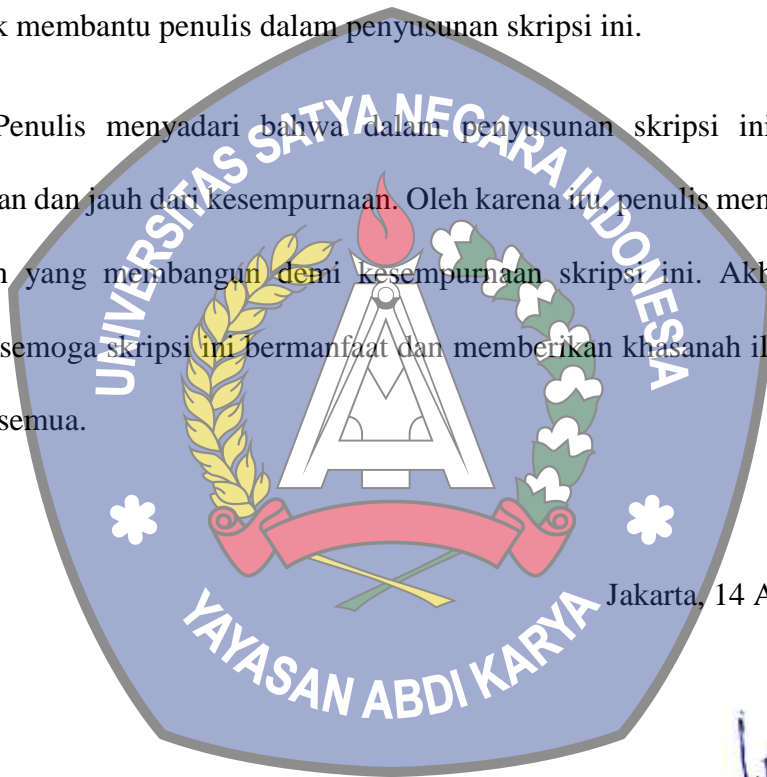 k membantu penulis dalam penyusunan skripsi ini.
Penulis menyadari bahwa dalam penyusunan skripsi ini
an dan jauh dari kesempurnaan. Oleh karena itu, penulis men
n yang membangun demi kesempurnaan skripsi ini. Akh
semoga skripsi ini bermanfaat dan memberikan khasanah il
semua.
Jakarta, 14 A
UNIVERSITAS SATYA NEGARA INDONESIA
YAYASAN ABDI KARYA